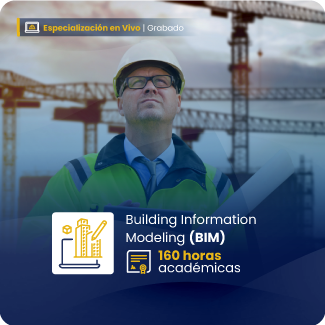 Especialización en Vivo | Grabado
Building Information
Modeling (BIM)
160 horas
académicas